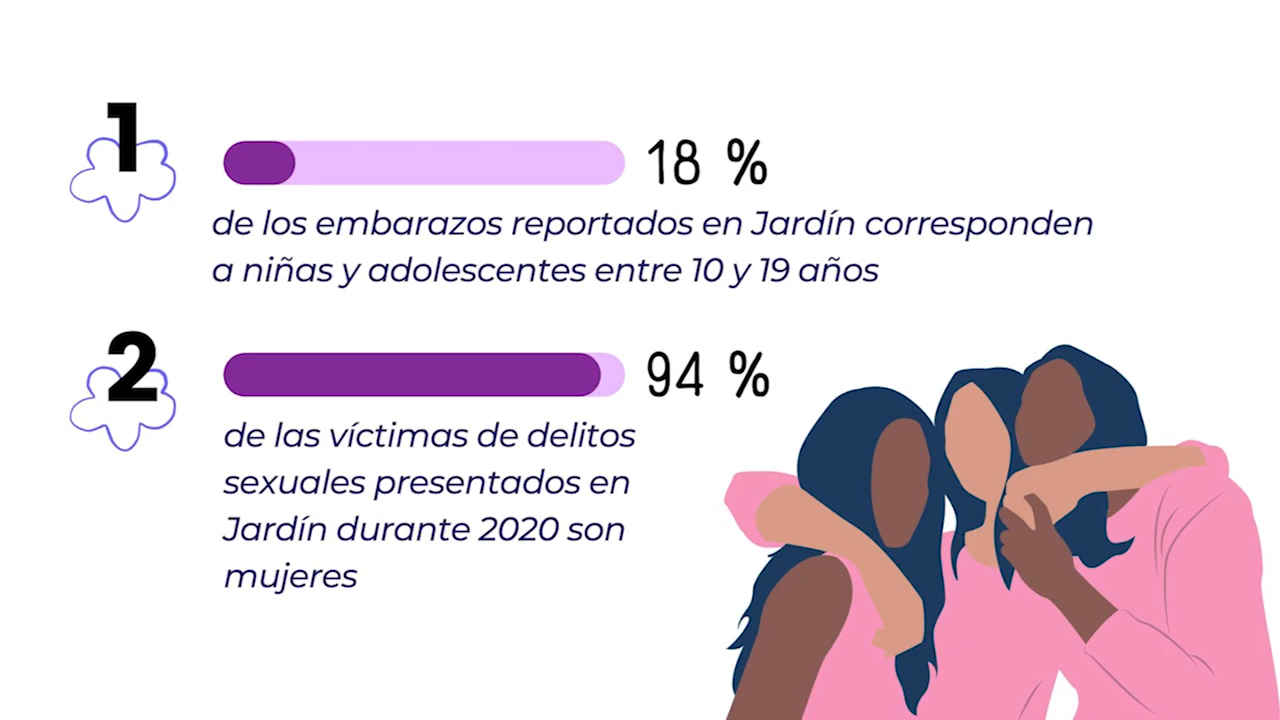 1
18 %
de los embarazos reportados en Jardín corresponden
a niñas y adolescentes entre 10 y 19 años
2
94 %
de las víctimas de delitos
sexuales presentados en
Jardín durante 2020 son
mujeres